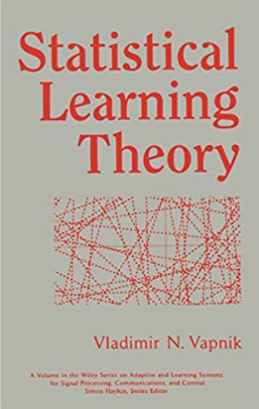 Statistical
Learning
Theory
Vladimir N. Vapnik
A Volume in the Wiley Series on Adaptive and Learning Systems
for Signal Processing, Communications, and Control
Simon Haykin, Series Editor